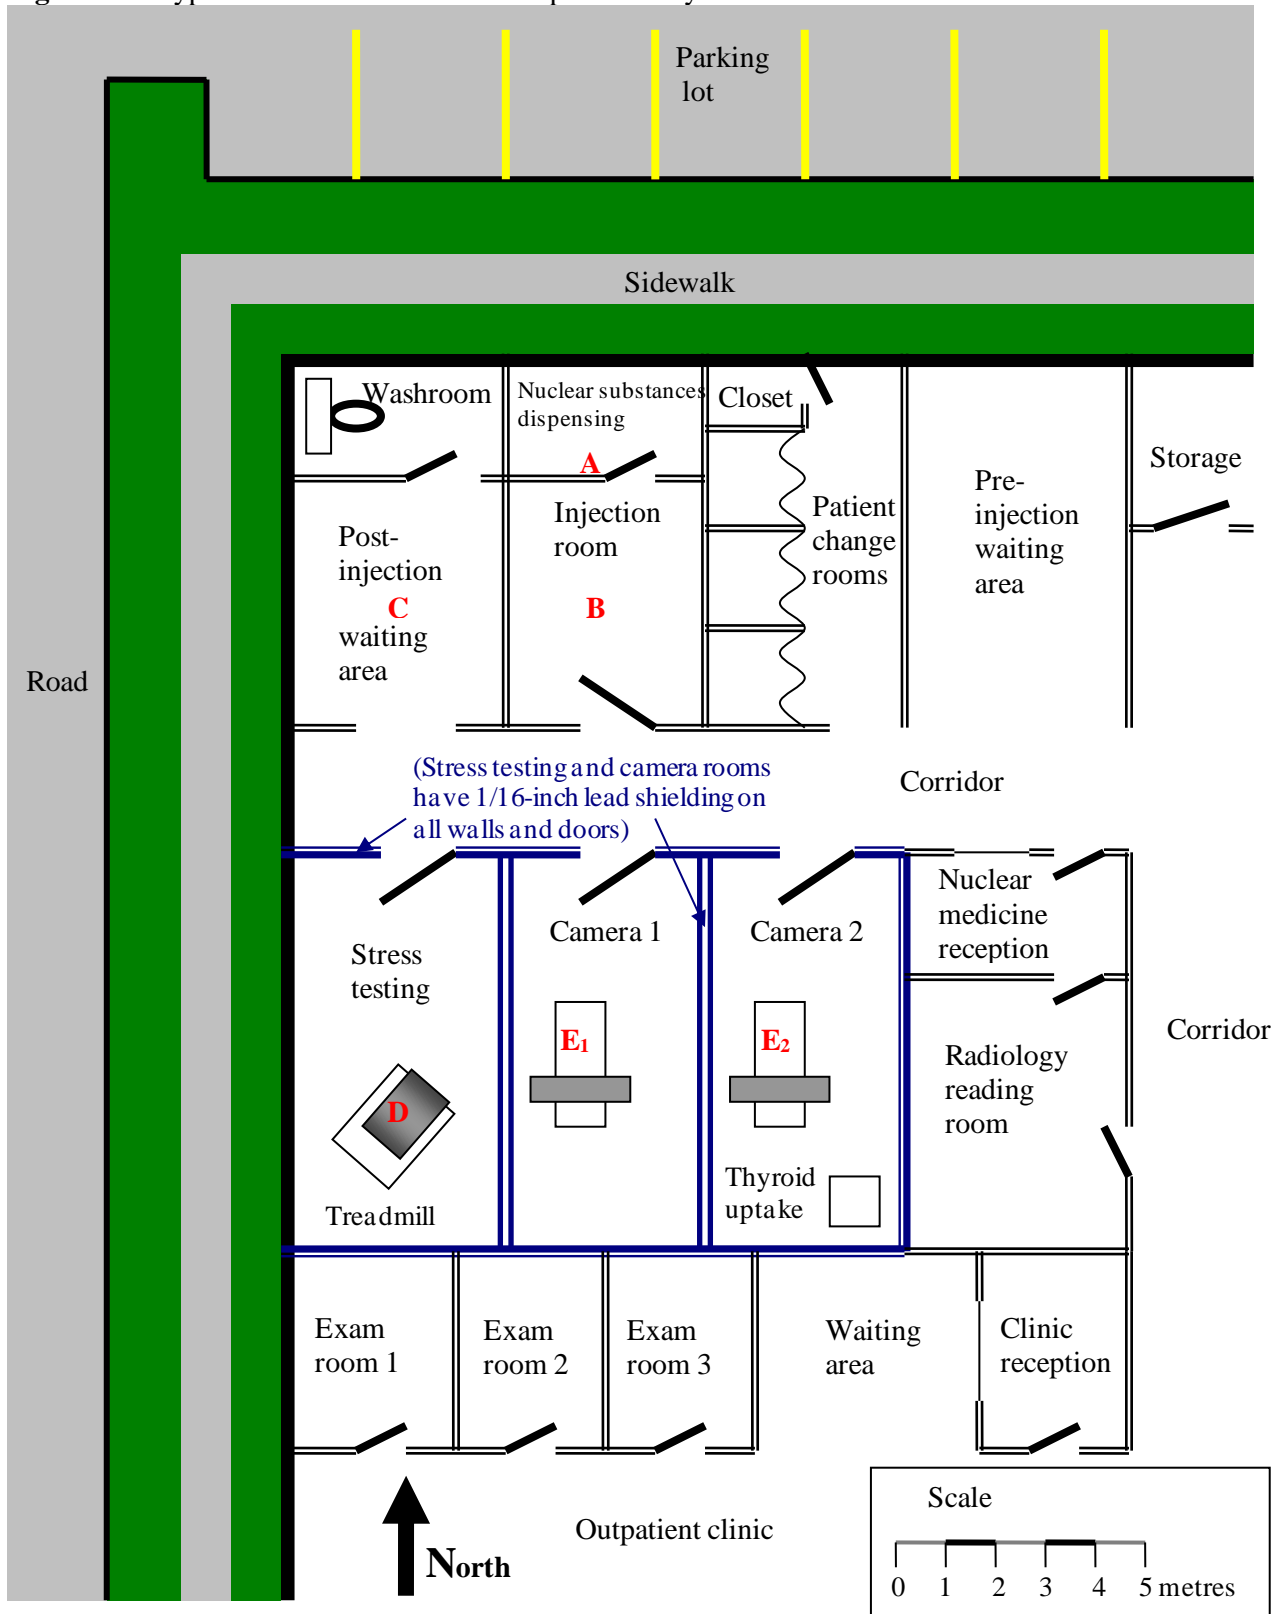 Parking
lot
Sidewalk
Washroom
Nuclear substances
dispensing
Closet
A
Storage
Pre-
injection
waiting
area
Injection
room
Patient
change
rooms
Post-
injection
C
waiting
area
B
Road
(Stress testing and camera rooms
have 1/16-inch lead shielding on
all walls and doors)
Corridor
Nuclear
medicine
reception
Camera 1
Camera 2
Stress
testing
E1
E2
Corridor
Radiology
reading
room
D
Thyroid
uptake
Treadmill
Exam
room 1
Exam
room 2
Exam
room 3
Waiting
area
Clinic
reception
North
Outpatient clinic
Scale
0 1 2 3 4 5 metres